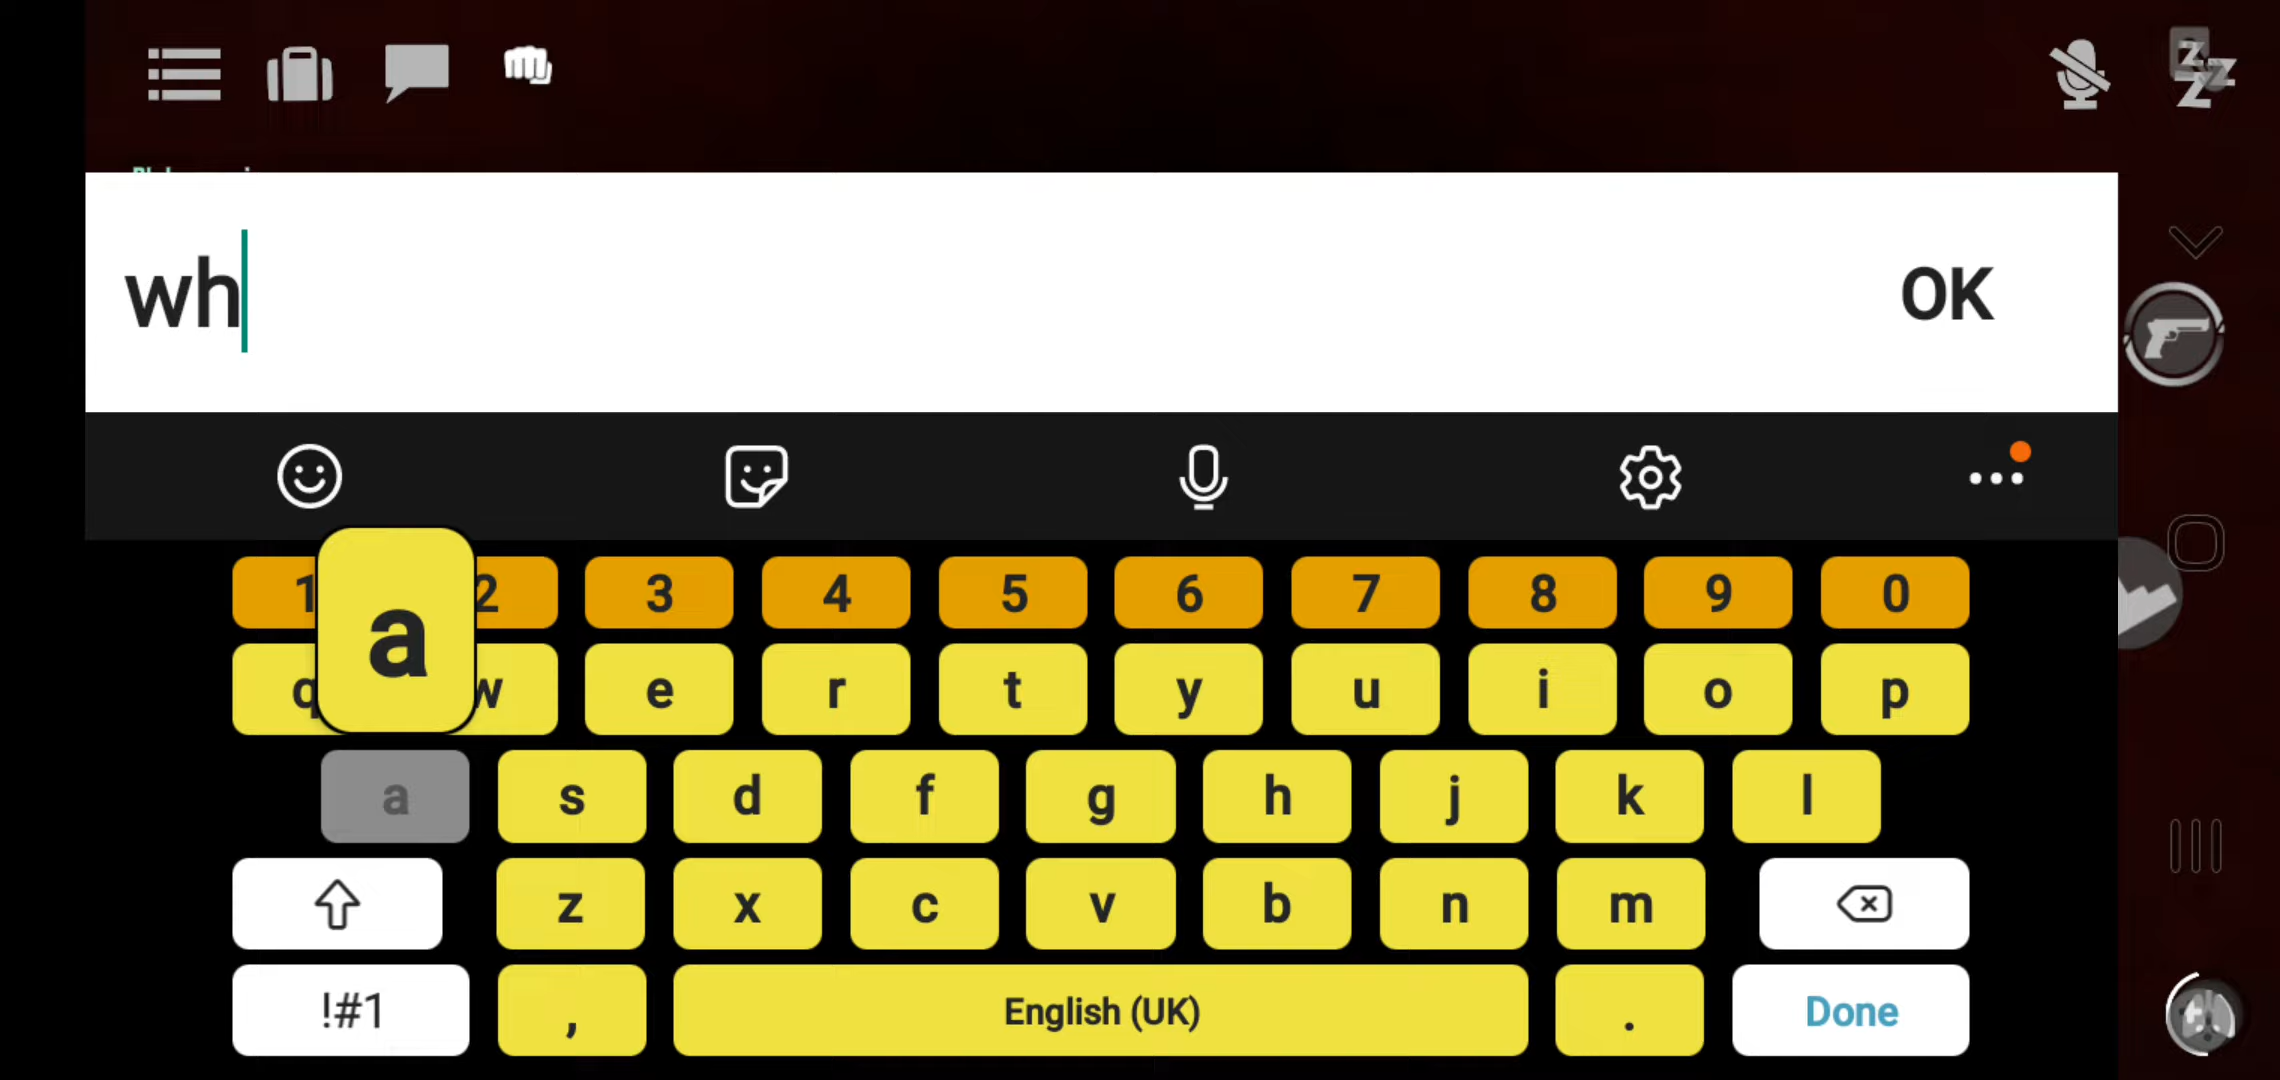 wh
OK
1 2 3 4 5 6 7 8 9 0
a
q w e r t y u i o p
a s d f g h j k l
z x c v b n m
!#1 , English (UK) . Done